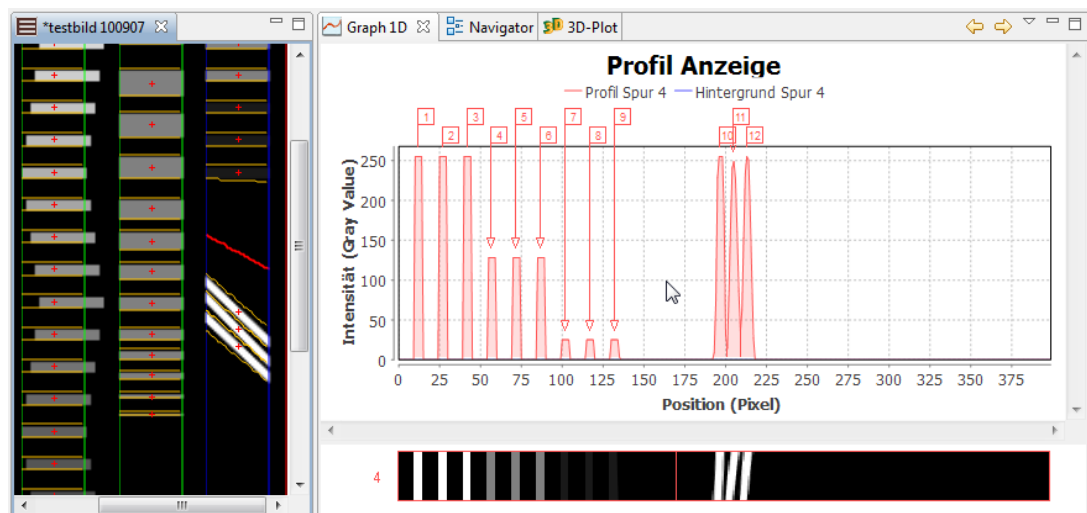 *testbild 100907
Graph 1D Navigator 3D-Plot
Profil Anzeige
Profil Spur 4 Hintergrund Spur 4
1 2 3 7 8 9 11
4 5 6 10 12
250
200
150
100
50
0
Intensität (Gray Value)
0 25 50 75 100 125 150 175 200 225 250 275 300 325 350 375
Position (Pixel)
4